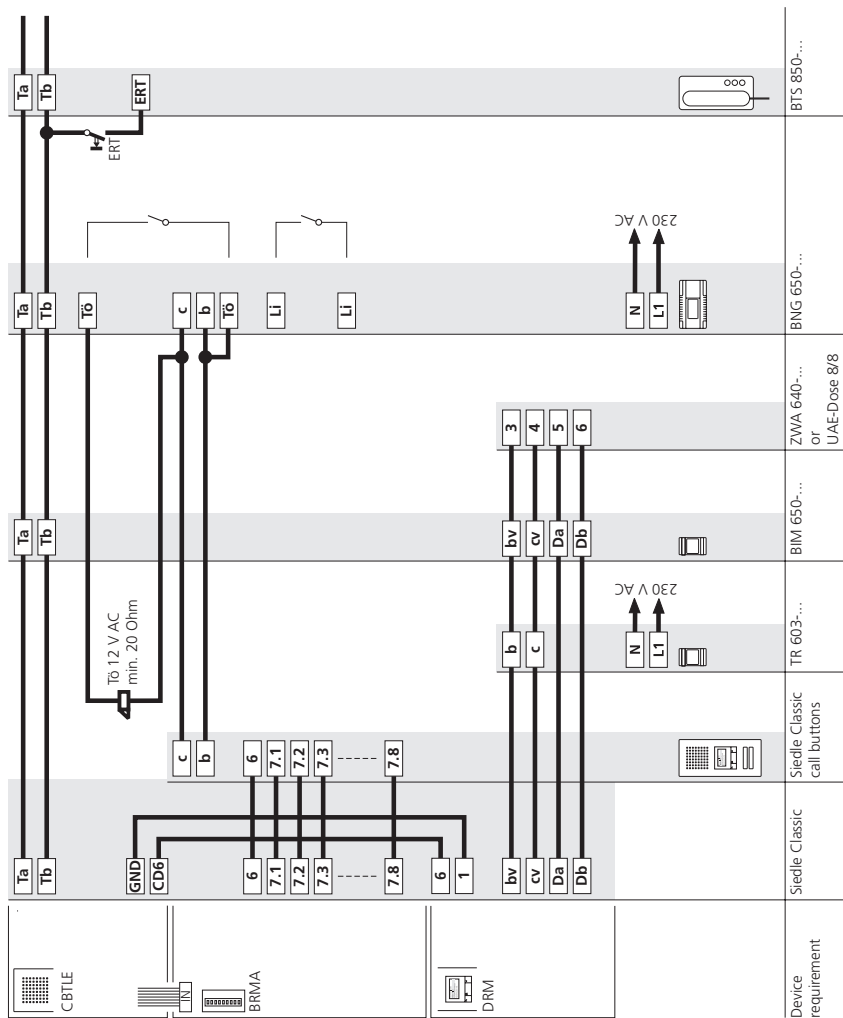 Device
requirement
CBTLE
IN
BRMA
DRM
Siedle Classic
Ta
Tb
GND
CD6
6
7.1
7.2
7.3
7.8
6
1
bv
cv
Da
Db
Siedle Classic
call buttons
c
b
6
7.1
7.2
7.3
7.8
TR 603-...
Tö 12 V AC
min. 20 Ohm
b
c
N
L1
230 V AC
BIM 650-...
Ta
Tb
bv
cv
Da
Db
ZWA 640-...
or
UAE-Dose 8/8
3
4
5
6
BNG 650-...
Ta
Tb
Tö
c
b
Tö
Li
Li
N
L1
230 V AC
BTS 850-...
Ta
Tb
ERT
ERT